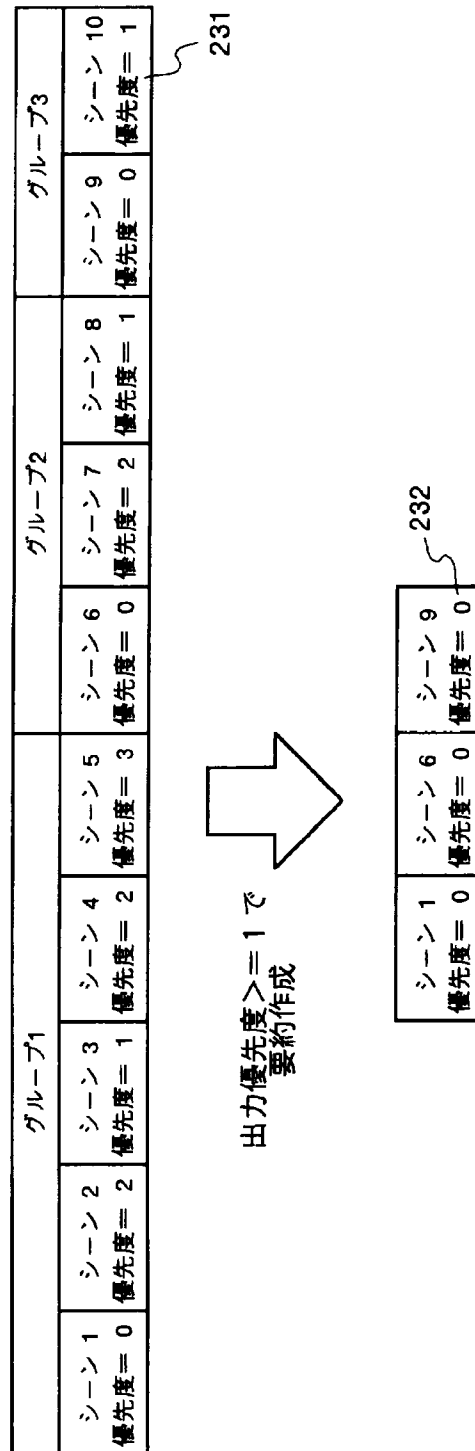 グループ1
グループ2
グループ3
シーン 1
優先度= 0
シーン 2
優先度= 2
シーン 3
優先度= 1
シーン 4
優先度= 2
シーン 5
優先度= 3
シーン 6
優先度= 0
シーン 7
優先度= 2
シーン 8
優先度= 1
シーン 9
優先度= 0
シーン 10
優先度= 1
231
出力優先度>=1 で
要約作成
シーン 1
優先度= 0
シーン 6
優先度= 0
シーン 9
優先度= 0
232